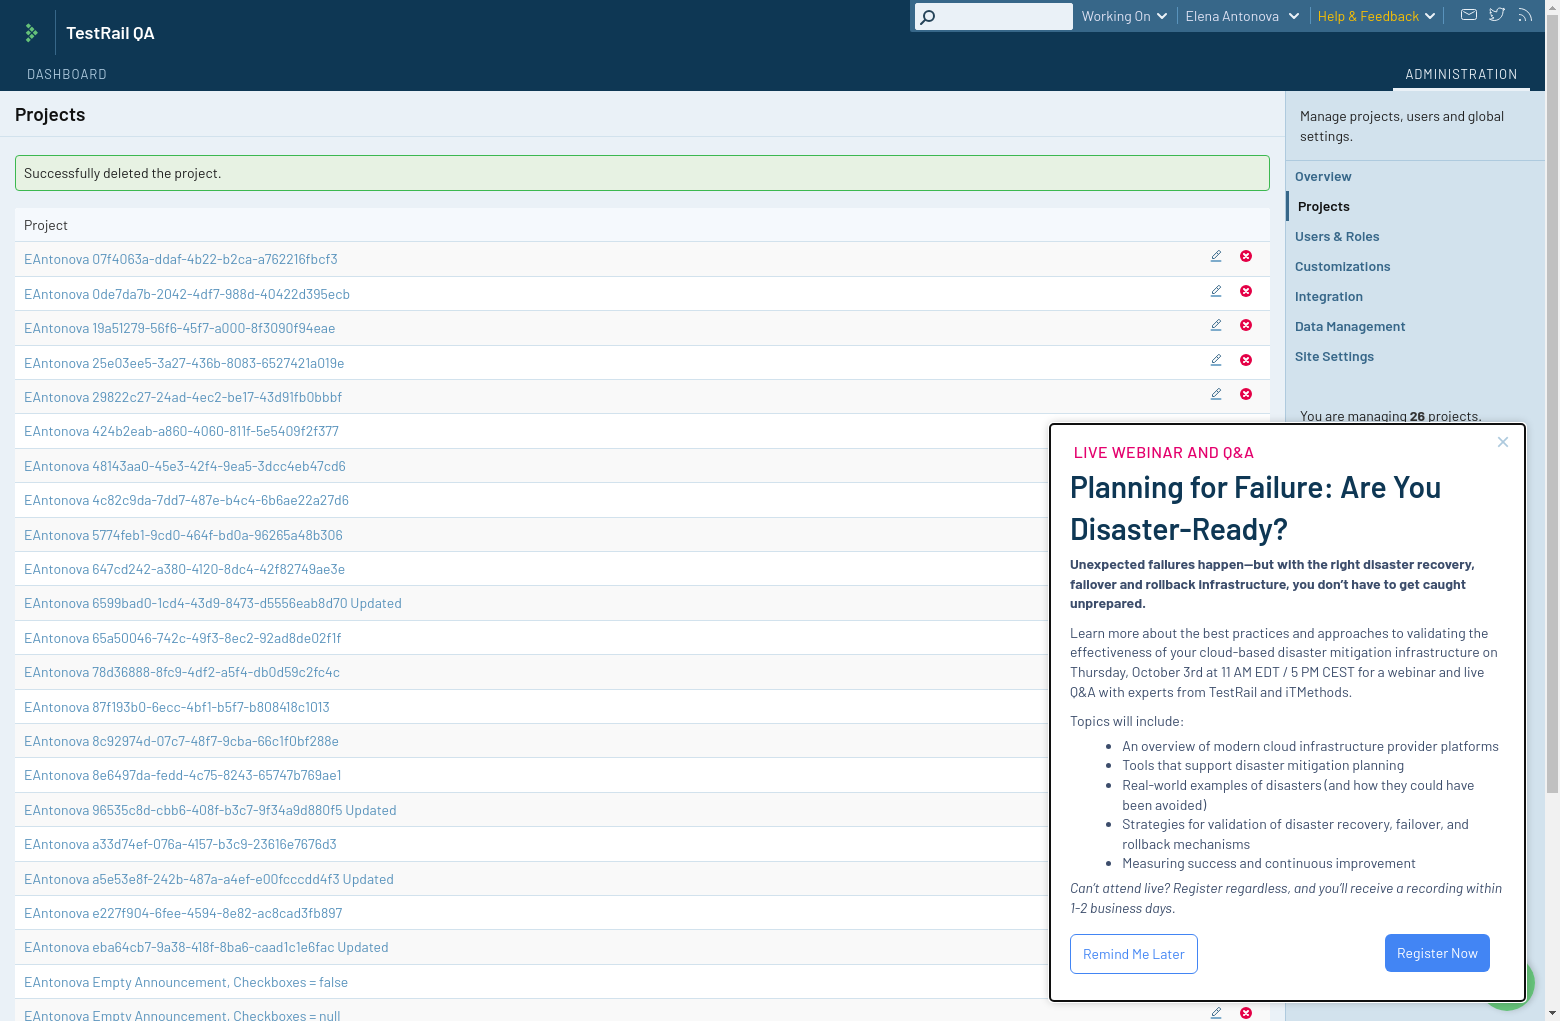 TestRail QA
Working On
Elena Antonova
Help & Feedback
DASHBOARD
ADMINISTRATION
Projects
Successfully deleted the project.
Project
EAntonova 07f4063a-ddaf-4b22-b2ca-a762216fbcf3
EAntonova 0de7da7b-2042-4df7-988d-40422d395ecb
EAntonova 19a51279-56f6-45f7-a000-8f3090f94eae
EAntonova 25e03ee5-3a27-436b-8083-6527421a019e
EAntonova 29822c27-24ad-4ec2-be17-43d91fb0bbbf
EAntonova 424b2eab-a860-4060-811f-5e5409f2f377
EAntonova 48143aa0-45e3-42f4-9ea5-3dcc4eb47cd6
EAntonova 4c82c9da-7dd7-487e-b4c4-6b6ae22a27d6
EAntonova 5774feb1-9cd0-464f-bd0a-96265a48b306
EAntonova 647cd242-a380-4120-8dc4-42f82749ae3e
EAntonova 6599bad0-1cd4-43d9-8473-d5556eab8d70 Updated
EAntonova 65a50046-742c-49f3-8ec2-92ad8de02f1f
EAntonova 78d36888-8fc9-4df2-a5f4-db0d59c2fc4c
EAntonova 87f193b0-6ecc-4bf1-b5f7-b808418c1013
EAntonova 8c92974d-07c7-48f7-9cba-66c1f0bf288e
EAntonova 8e6497da-fedd-4c75-8243-65747b769ae1
EAntonova 96535c8d-cbb6-408f-b3c7-9f34a9d880f5 Updated
EAntonova a33d74ef-076a-4157-b3c9-23616e7676d3
EAntonova a5e53e8f-242b-487a-a4ef-e00fcccdd4f3 Updated
EAntonova e227f904-6fee-4594-8e82-ac8cad3fb897
EAntonova eba64cb7-9a38-418f-8ba6-caad1c1e6fac Updated
EAntonova Empty Announcement, Checkboxes = false
EAntonova Empty Announcement, Checkboxes = null
Manage projects, users and global
settings.
Overview
Projects
Users & Roles
Customizations
Integration
Data Management
Site Settings
You are managing 26 projects.
LIVE WEBINAR AND Q&A
Planning for Failure: Are You
Disaster-Ready?
Unexpected failures happen—but with the right disaster recovery,
failover and rollback infrastructure, you don't have to get caught
unprepared.
Learn more about the best practices and approaches to validating the
effectiveness of your cloud-based disaster mitigation infrastructure on
Thursday, October 3rd at 11 AM EDT / 5 PM CEST for a webinar and live
Q&A with experts from TestRail and iTMethods.
Topics will include:
• An overview of modern cloud infrastructure provider platforms
• Tools that support disaster mitigation planning
• Real-world examples of disasters (and how they could have
been avoided)
• Strategies for validation of disaster recovery, failover, and
rollback mechanisms
• Measuring success and continuous improvement
Can't attend live? Register regardless, and you'll receive a recording within
1-2 business days.
Remind Me Later
Register Now